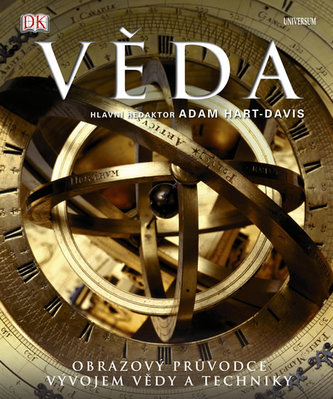 DK
UNIVERSUM
VĚDA
HLAVNÍ REDAKTOR ADAM HART-DAVIS
OBRAZOVÝ PRŮVODCE
VÝVOJEM VĚDY A TECHNIKY